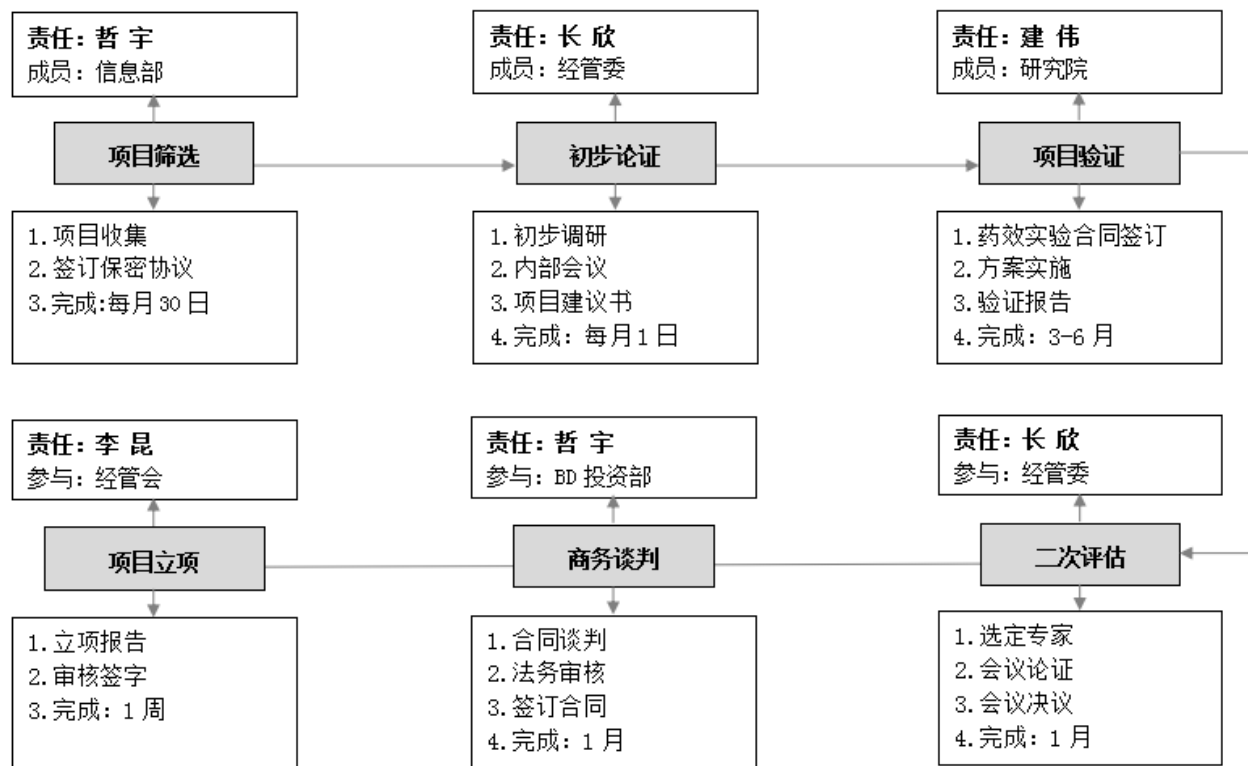 责任：哲 宇
成员：信息部
项目筛选
1.项目收集
2.签订保密协议
3.完成:每月30日
责任：长 欣
成员：经管委
初步论证
1.初步调研
2.内部会议
3.项目建议书
4.完成：每月1日
责任：建 伟
成员：研究院
项目验证
1.药效实验合同签订
2.方案实施
3.验证报告
4.完成：3-6月
责任：李 昆
参与：经管会
项目立项
1.立项报告
2.审核签字
3.完成：1周
责任：哲 宇
参与：BD投资部
商务谈判
1.合同谈判
2.法务审核
3.签订合同
4.完成：1月
责任：长 欣
参与：经管委
二次评估
1.选定专家
2.会议论证
3.会议决议
4.完成：1月